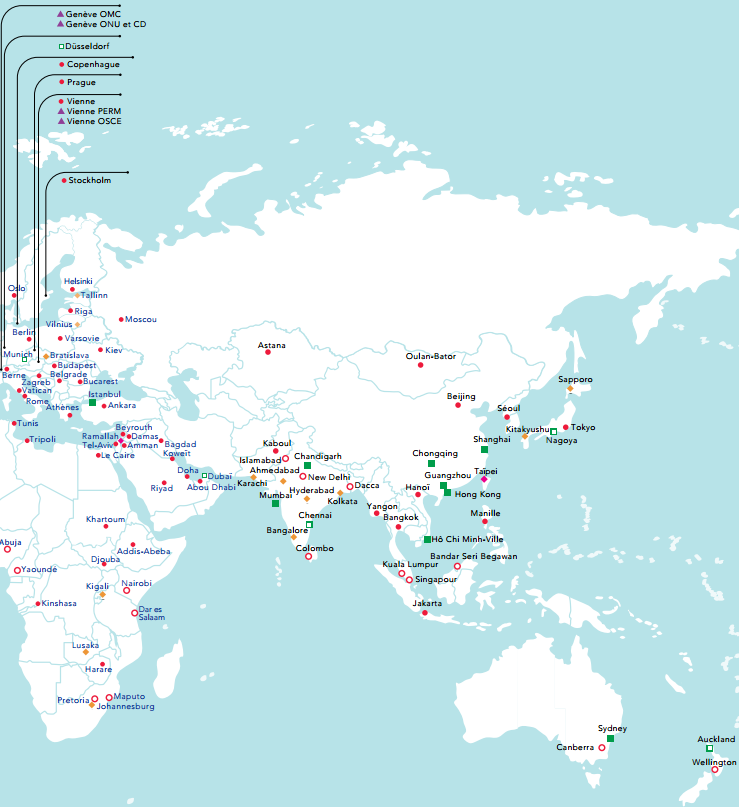 Genève OMC
Genève ONU et CD
Düsseldorf
Copenhague
Prague
Vienne
Vienne PERM
Vienne OSCE
Stockholm
Helsinki
Oslo
Tallinn
Riga
Moscou
Vilnius
Berlin
Varsovie
Kiev
Munich
Bratislava
Budapest
Berne
Belgrade
Zagreb
Bucarest
Vatican
Rome
Istanbul
Ankara
Athènes
Astana
Oulan-Bator
Sapporo
Beijing
Séoul
Kitakyushu
Tokyo
Nagoya
Tunis
Tripoli
Beyrouth
Ramallah
Damas
Tel-Aviv
Amman
Bagdad
Le Caire
Koweït
Kaboul
Islamabad
Chandigarh
Chongqing
Shanghai
Doha
Dubaï
Riyad
Abou Dhabi
Ahmedabad
New Delhi
Karachi
Dacca
Guangzhou
Taïpei
Hanoï
Hong Kong
Mumbai
Hyderabad
Kolkata
Yangon
Bangkok
Manille
Khartoum
Chennai
Bangalore
Colombo
Hô Chi Minh-Ville
Abuja
Addis-Abeba
Djouba
Bandar Seri Begawan
Yaounde
Kuala Lumpur
Singapour
Kigali
Nairobi
Kinshasa
Dar es
Salaam
Jakarta
Lusaka
Harare
Pretoria
Maputo
Johannesburg
Sydney
Canberra
Auckland
Wellington